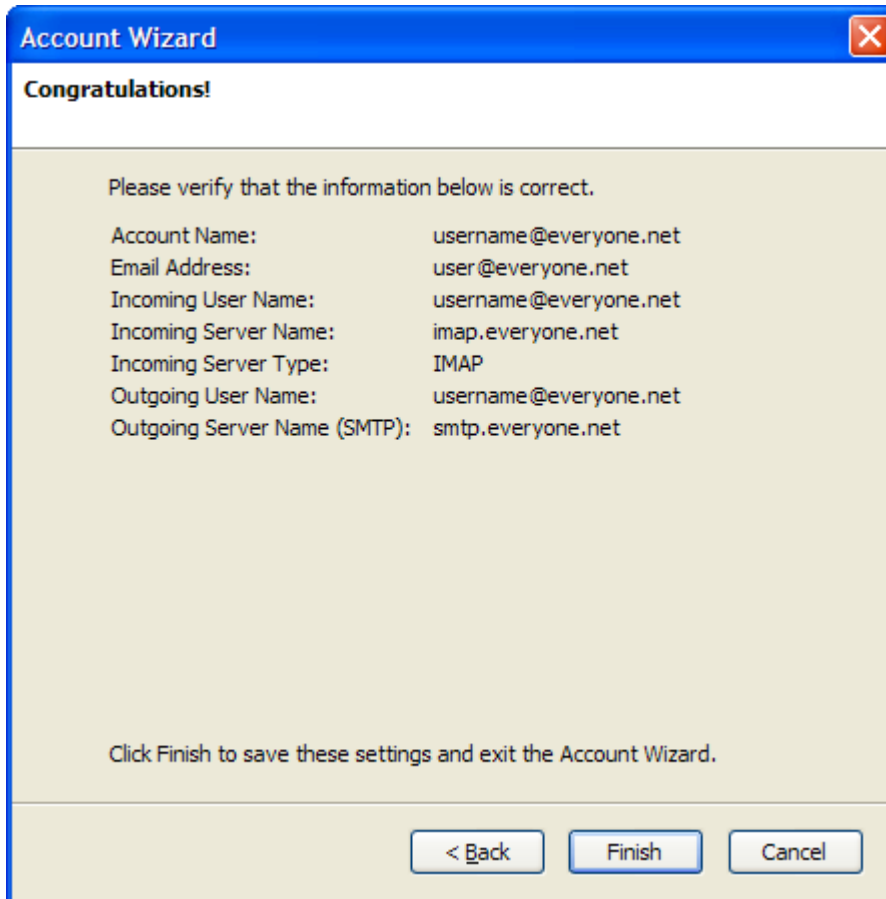 Account Wizard
Congratulations!
Please verify that the information below is correct.
Account Name: username@everyone.net
Email Address: user@everyone.net
Incoming User Name: username@everyone.net
Incoming Server Name: imap.everyone.net
Incoming Server Type: IMAP
Outgoing User Name: username@everyone.net
Outgoing Server Name (SMTP): smtp.everyone.net
Click Finish to save these settings and exit the Account Wizard.
< Back Finish Cancel